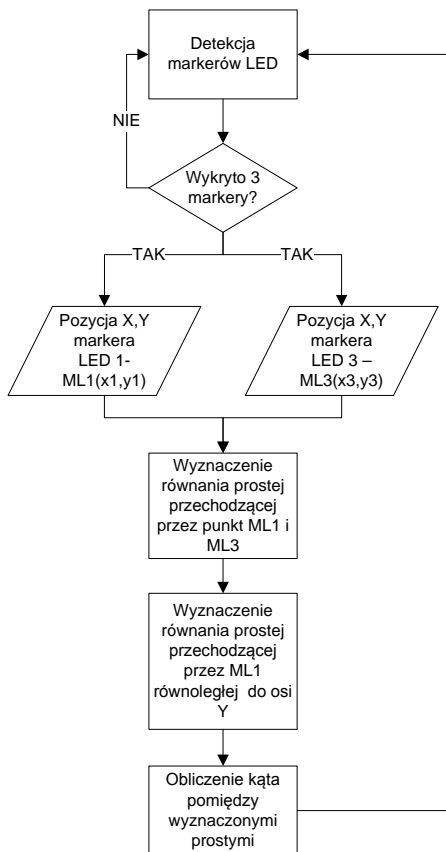 Detekcja
markerów LED
NIE
Wykryto 3
markery?
TAK
TAK
Pozycja X,Y
markera
LED 1-
ML1(x1,y1)
Pozycja X,Y
markera
LED 3 –
ML3(x3,y3)
Wyznaczenie
równania prostej
przechodzącej
przez punkt ML1 i
ML3
Wyznaczenie
równania prostej
przechodzącej
przez ML1
równoległej do osi
Y
Obliczenie kąta
pomiędzy
wyznaczonymi
prostymi